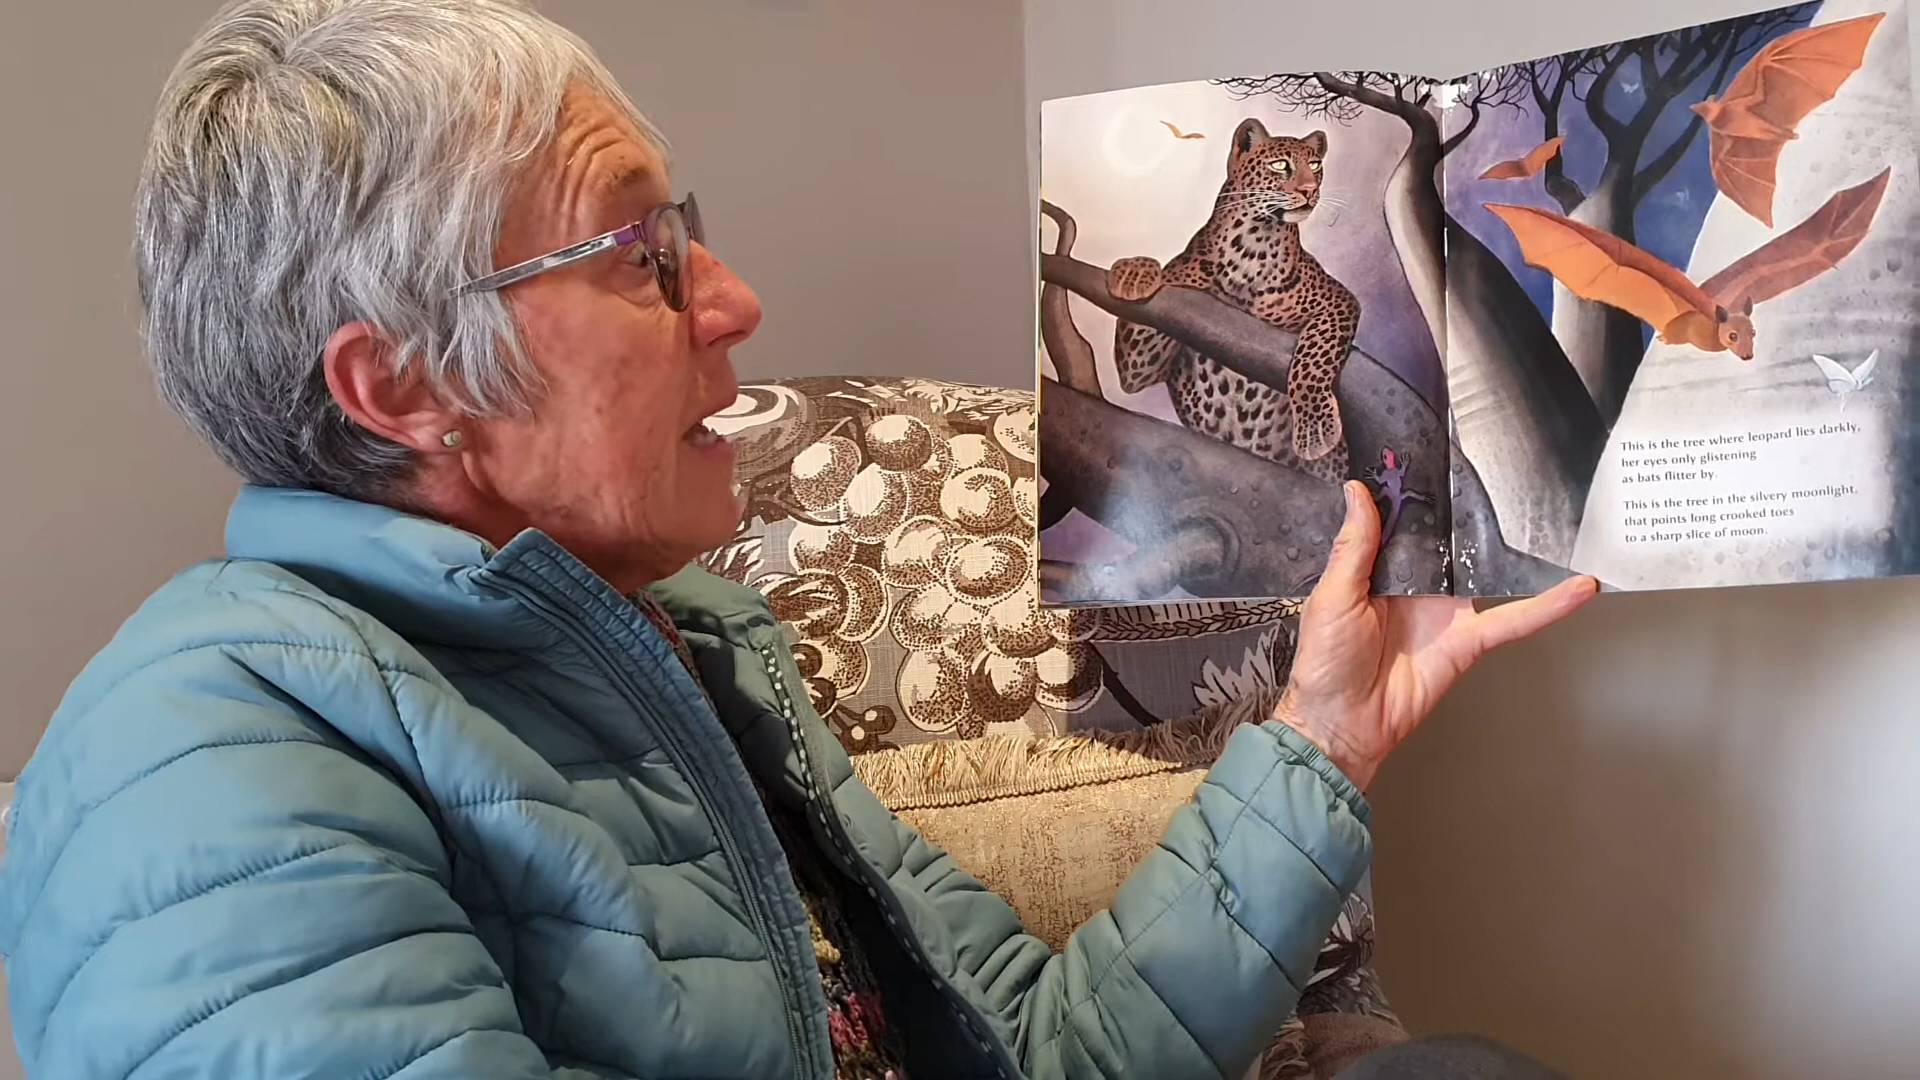 This is the tree where leopard lies darkly,
her eyes only glistening
as bats flitter by.
This is the tree in the silvery moonlight,
that points long crooked toes
to a sharp slice of moon.